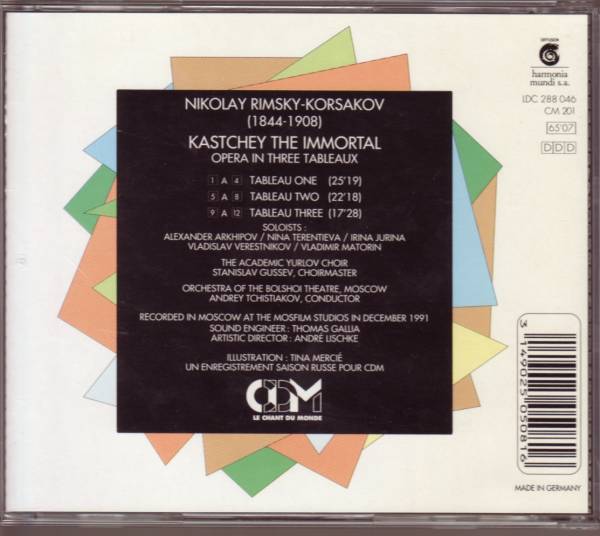 DIFFUSION
harmonia
mundi s.a.
LDC 288 046
CM 201
65'07
DDD
NIKOLAY RIMSKY-KORSAKOV
(1844-1908)
KASTCHEY THE IMMORTAL
OPERA IN THREE TABLEAUX
1 A 4 TABLEAU ONE (25'19)
5 A 8 TABLEAU TWO (22'18)
9 A 12 TABLEAU THREE (17'28)
SOLOISTS :
ALEXANDER ARKHIPOV / NINA TERENTIEVA / IRINA JURINA
VLADISLAV VERESTNIKOV / VLADIMIR MATORIN
THE ACADEMIC YURLOV CHOIR
STANISLAV GUSSEV, CHOIRMASTER
ORCHESTRA OF THE BOLSHOI THEATRE, MOSCOW
ANDREY TCHISTIAKOV, CONDUCTOR
RECORDED IN MOSCOW AT THE MOSFILM STUDIOS IN DECEMBER 1991
SOUND ENGINEER : THOMAS GALLIA
ARTISTIC DIRECTOR : ANDRÉ LISCHKE
ILLUSTRATION : TINA MERCIÉ
UN ENREGISTREMENT SAISON RUSSE POUR CDM
CDM
LE CHANT DU MONDE
3 149025 050816
MADE IN GERMANY